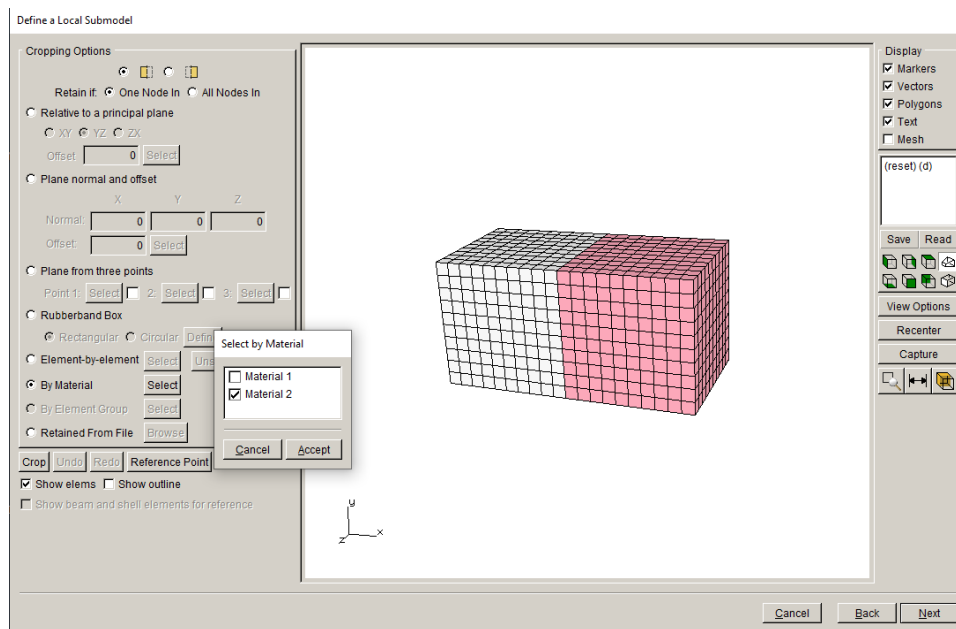 Define a Local Submodel
Cropping Options
Retain if: One Node In All Nodes In
Relative to a principal plane
XY YZ ZX
Offset: 0 Select
Plane normal and offset
X Y Z
Normal: 0 0 0
Offset: 0 Select
Plane from three points
Point 1: Select 2: Select 3: Select
Rubberband Box
Rectangular Circular
Element-by-element Select
By Material Select
By Element Group Select
Retained From File Browse
Crop Undo Redo Reference Point
Show elems Show outline
Show beam and shell elements for reference
Select by Material
Material 1
Material 2
Cancel Accept
y
x
z
Display
Markers
Vectors
Polygons
Text
Mesh
(reset) (d)
Save Read
View Options
Recenter
Capture
Cancel Back Next